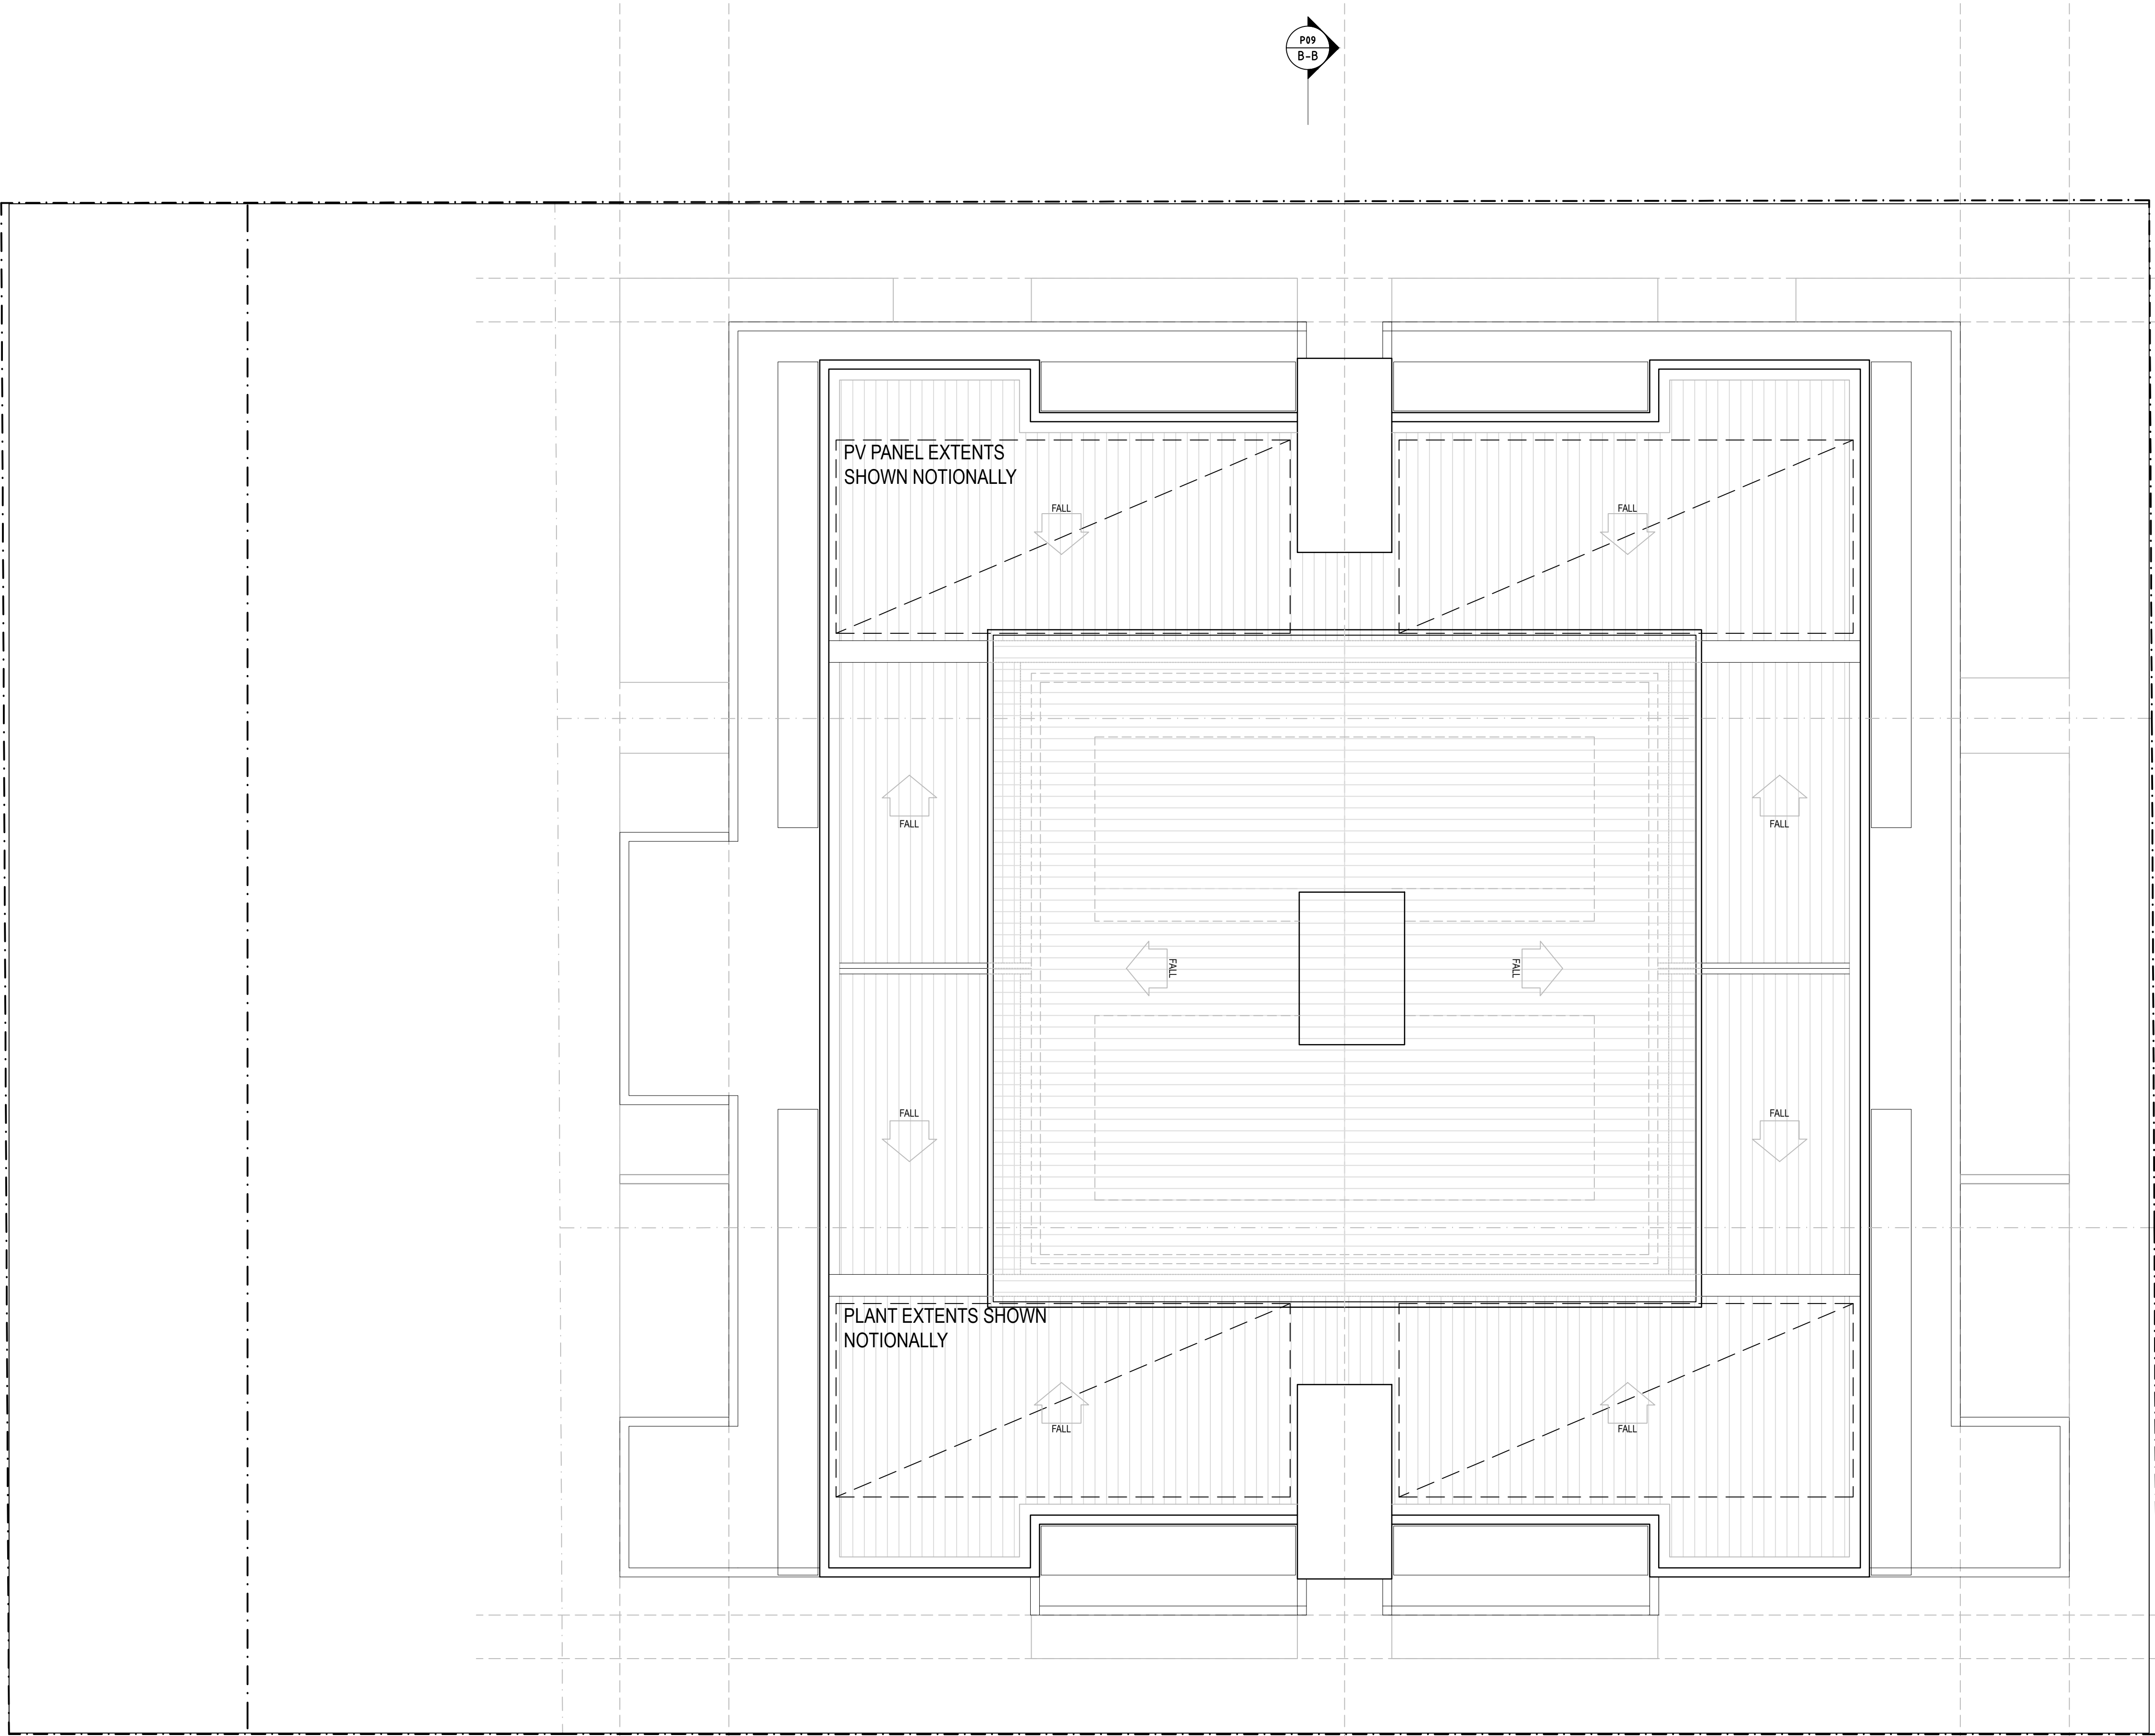 P09
B-B
PV PANEL EXTENTS
SHOWN NOTIONALLY
FALL
FALL
FALL
FALL
FALL
FALL
FALL
FALL
PLANT EXTENTS SHOWN
NOTIONALLY
FALL
FALL